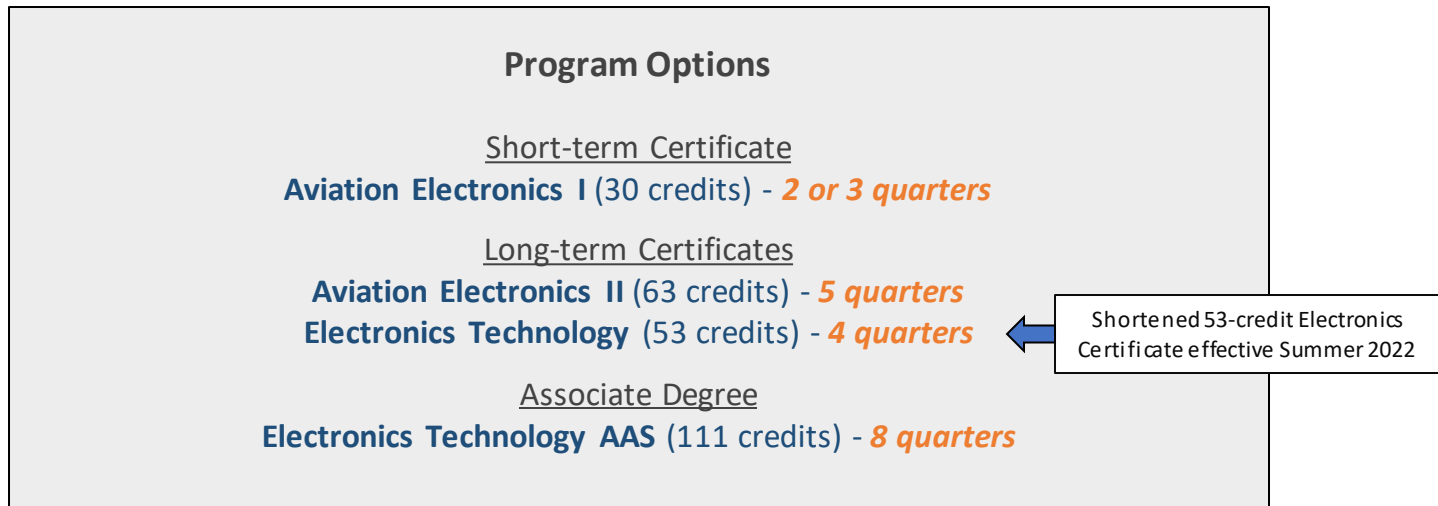 Program Options
Short-term Certificate
Aviation Electronics I (30 credits) - 2 or 3 quarters
Long-term Certificates
Aviation Electronics II (63 credits) - 5 quarters
Electronics Technology (53 credits) - 4 quarters
Shortened 53-credit Electronics
Certificate effective Summer 2022
Associate Degree
Electronics Technology AAS (111 credits) - 8 quarters